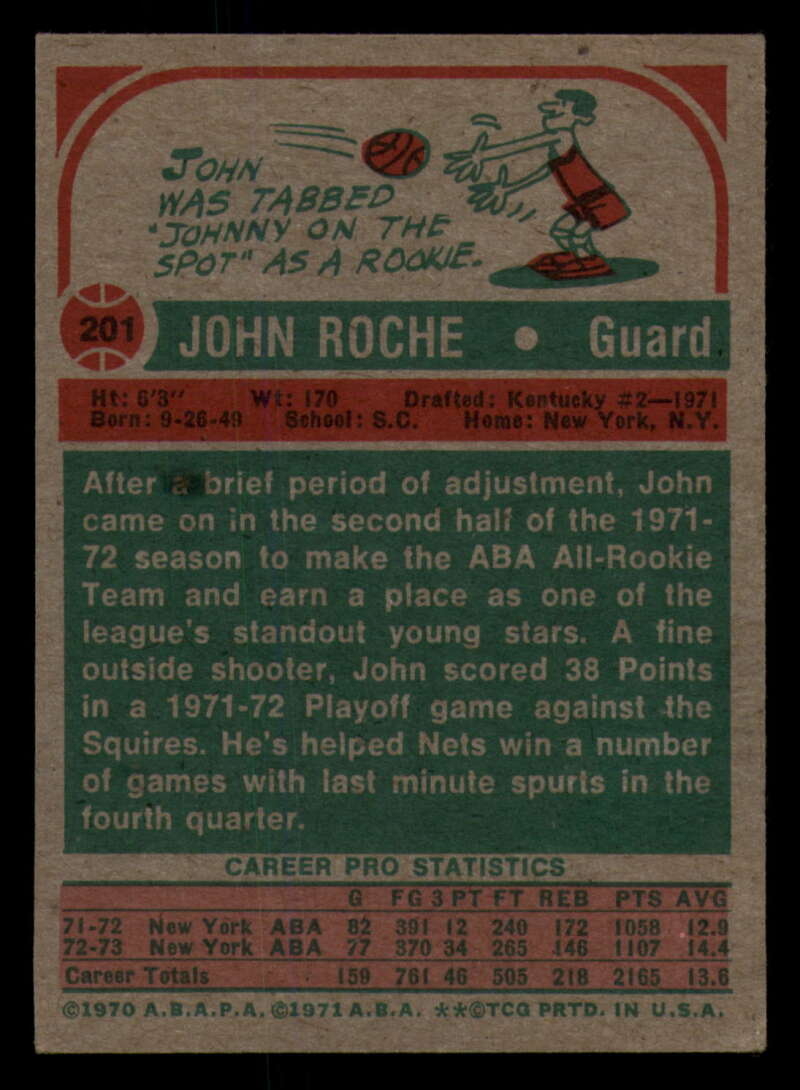 JOHN
WAS TABBED
"JOHNNY ON THE
SPOT" AS A ROOKIE.
201 JOHN ROCHE • Guard
Ht: 6'3" Wt: 170 Drafted: Kentucky #2—1971
Born: 9-26-49 School: S.C. Home: New York, N.Y.
After a brief period of adjustment, John
came on in the second half of the 1971-
72 season to make the ABA All-Rookie
Team and earn a place as one of the
league's standout young stars. A fine
outside shooter, John scored 38 Points
in a 1971-72 Playoff game against the
Squires. He's helped Nets win a number
of games with last minute spurts in the
fourth quarter.
CAREER PRO STATISTICS
G FG 3 PT FT REB PTS AVG
71-72 New York ABA 82 391 12 240 172 1058 12.9
72-73 New York ABA 77 370 34 265 146 1107 14.4
Career Totals 159 761 46 505 218 2165 13.6
©1970 A.B.A.P.A. ©1971 A.B.A. **©TCG PRTD. IN U.S.A.